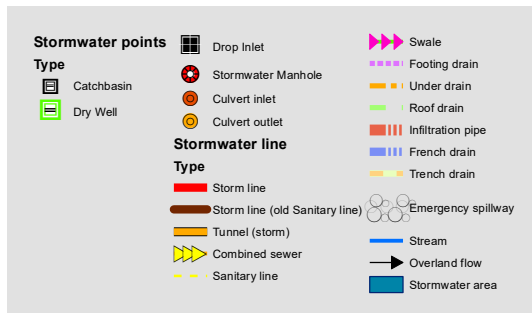 Stormwater points
Type
Catchbasin
Dry Well
Drop Inlet
Stormwater Manhole
Culvert inlet
Culvert outlet
Stormwater line
Type
Storm line
Storm line (old Sanitary line)
Tunnel (storm)
Combined sewer
Sanitary line
Swale
Footing drain
Under drain
Roof drain
Infiltration pipe
French drain
Trench drain
Emergency spillway
Stream
Overland flow
Stormwater area